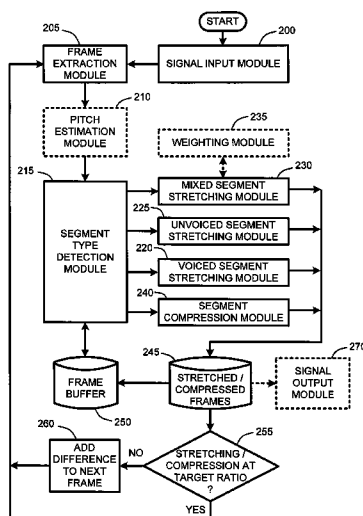 START
205
FRAME EXTRACTION MODULE
200
SIGNAL INPUT MODULE
210
PITCH ESTIMATION MODULE
235
WEIGHTING MODULE
215
SEGMENT TYPE DETECTION MODULE
230
MIXED SEGMENT STRETCHING MODULE
225
UNVOICED SEGMENT STRETCHING MODULE
220
VOICED SEGMENT STRETCHING MODULE
240
SEGMENT COMPRESSION MODULE
245
STRETCHED / COMPRESSED FRAMES
270
SIGNAL OUTPUT MODULE
FRAME BUFFER
250
260
ADD DIFFERENCE TO NEXT FRAME
NO
255
STRETCHING / COMPRESSION AT TARGET RATIO ?
YES